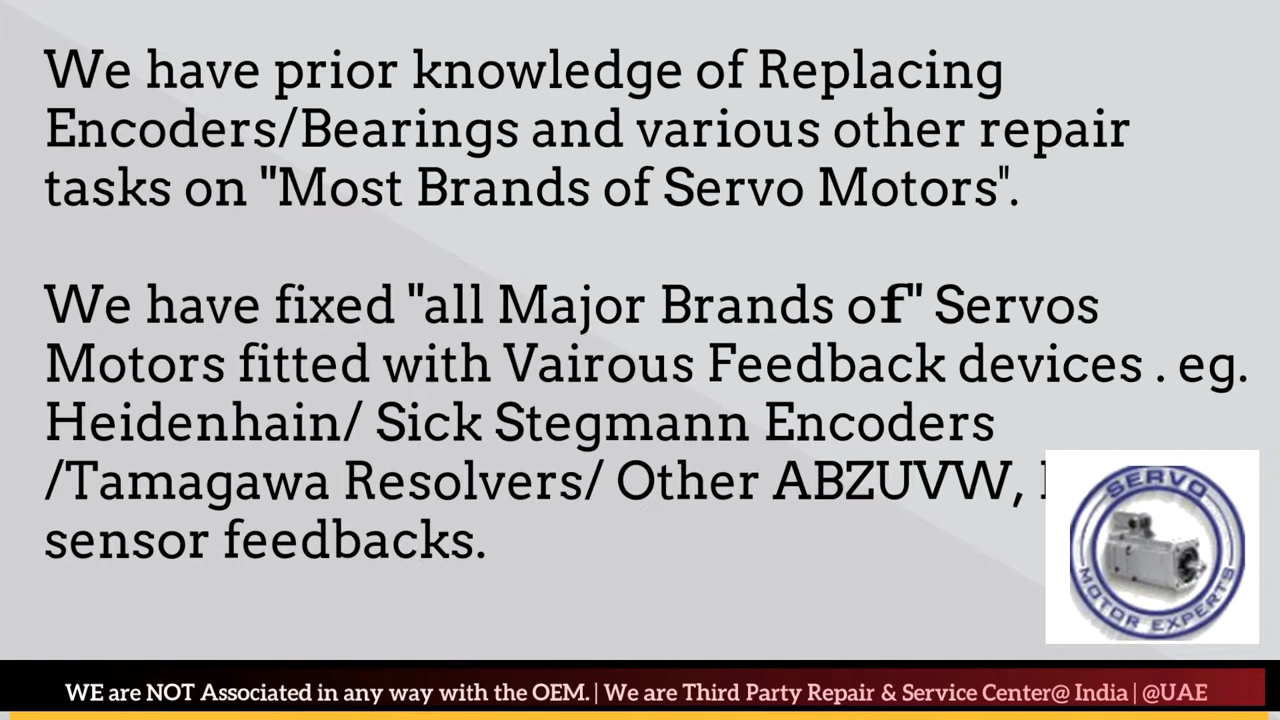 We have prior knowledge of Replacing
Encoders/Bearings and various other repair
tasks on "Most Brands of Servo Motors".
We have fixed "all Major Brands of" Servos
Motors fitted with Vairous Feedback devices . eg.
Heidenhain/ Sick Stegmann Encoders
/Tamagawa Resolvers/ Other ABZUVW,
sensor feedbacks.
SERVO
MOTOR EXPERTS
WE are NOT Associated in any way with the OEM. | We are Third Party Repair & Service Center@ India | @UAE